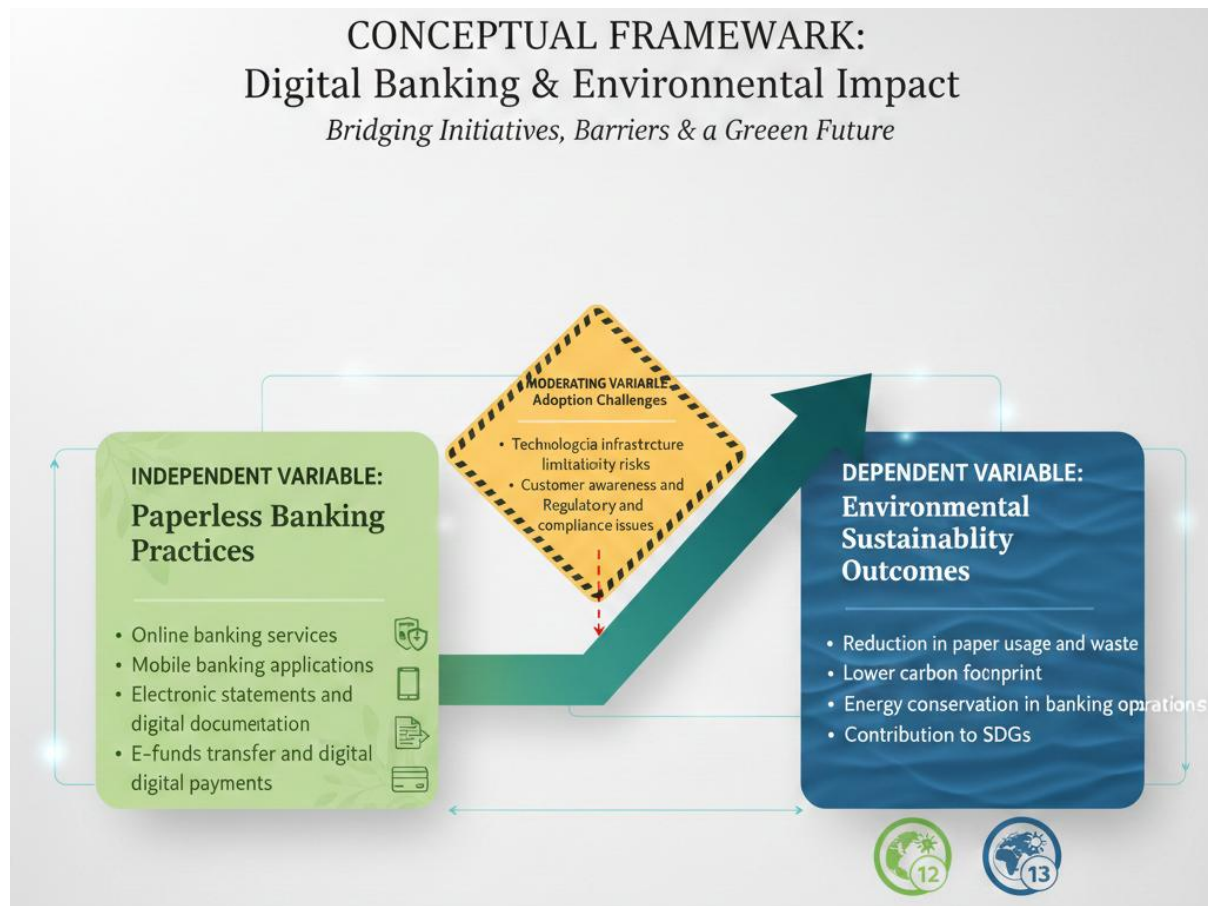 CONCEPTUAL FRAMEWARK:
Digital Banking & Environnental Impact
Bridging Initiatives, Barriers & a Greeen Future
MODERATING VARIABLE
Adoption Challenges
• Technologcia infrastrcture
limltatioity risks
• Customer awareness and
Regulatory and
compliance issues
INDEPENDENT VARIABLE:
Paperless Banking
Practices
• Online banking services
• Mobile banking applications
• Electronic statements and
digital documentation
• E-funds transfer and digital
digital payments
DEPENDENT VARIABLE:
Environmental
Sustainablity
Outcomes
• Reduction in paper usage and waste
• Lower carbon focnprint
• Energy conservation in banking oprrations
• Contribution to SDGs
12
13